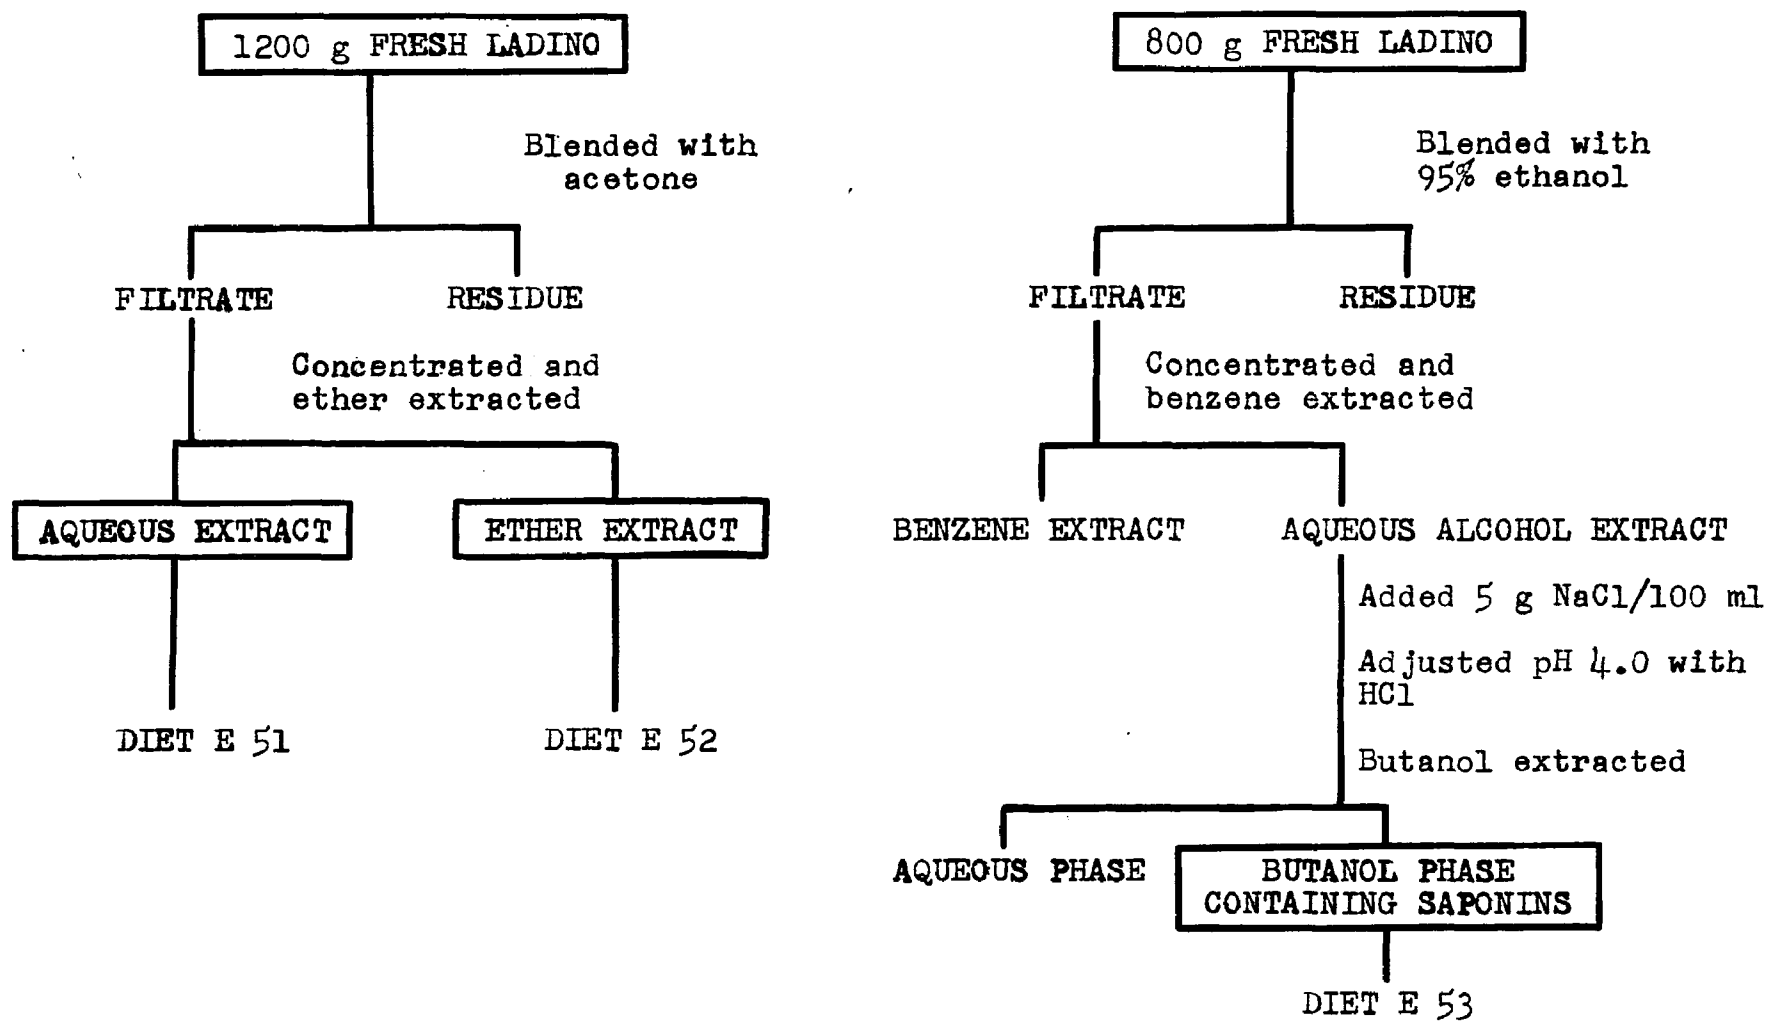 1200 g FRESH LADINO
Blended with
acetone
FILTRATE
RESIDUE
Concentrated and
ether extracted
AQUEOUS EXTRACT
ETHER EXTRACT
DIET E 51
DIET E 52
800 g FRESH LADINO
Blended with
95% ethanol
FILTRATE
RESIDUE
Concentrated and
benzene extracted
BENZENE EXTRACT
AQUEOUS ALCOHOL EXTRACT
Added 5 g NaCl/100 ml
Adjusted pH 4.0 with
HCl
Butanol extracted
AQUEOUS PHASE
BUTANOL PHASE
CONTAINING SAPONINS
DIET E 53